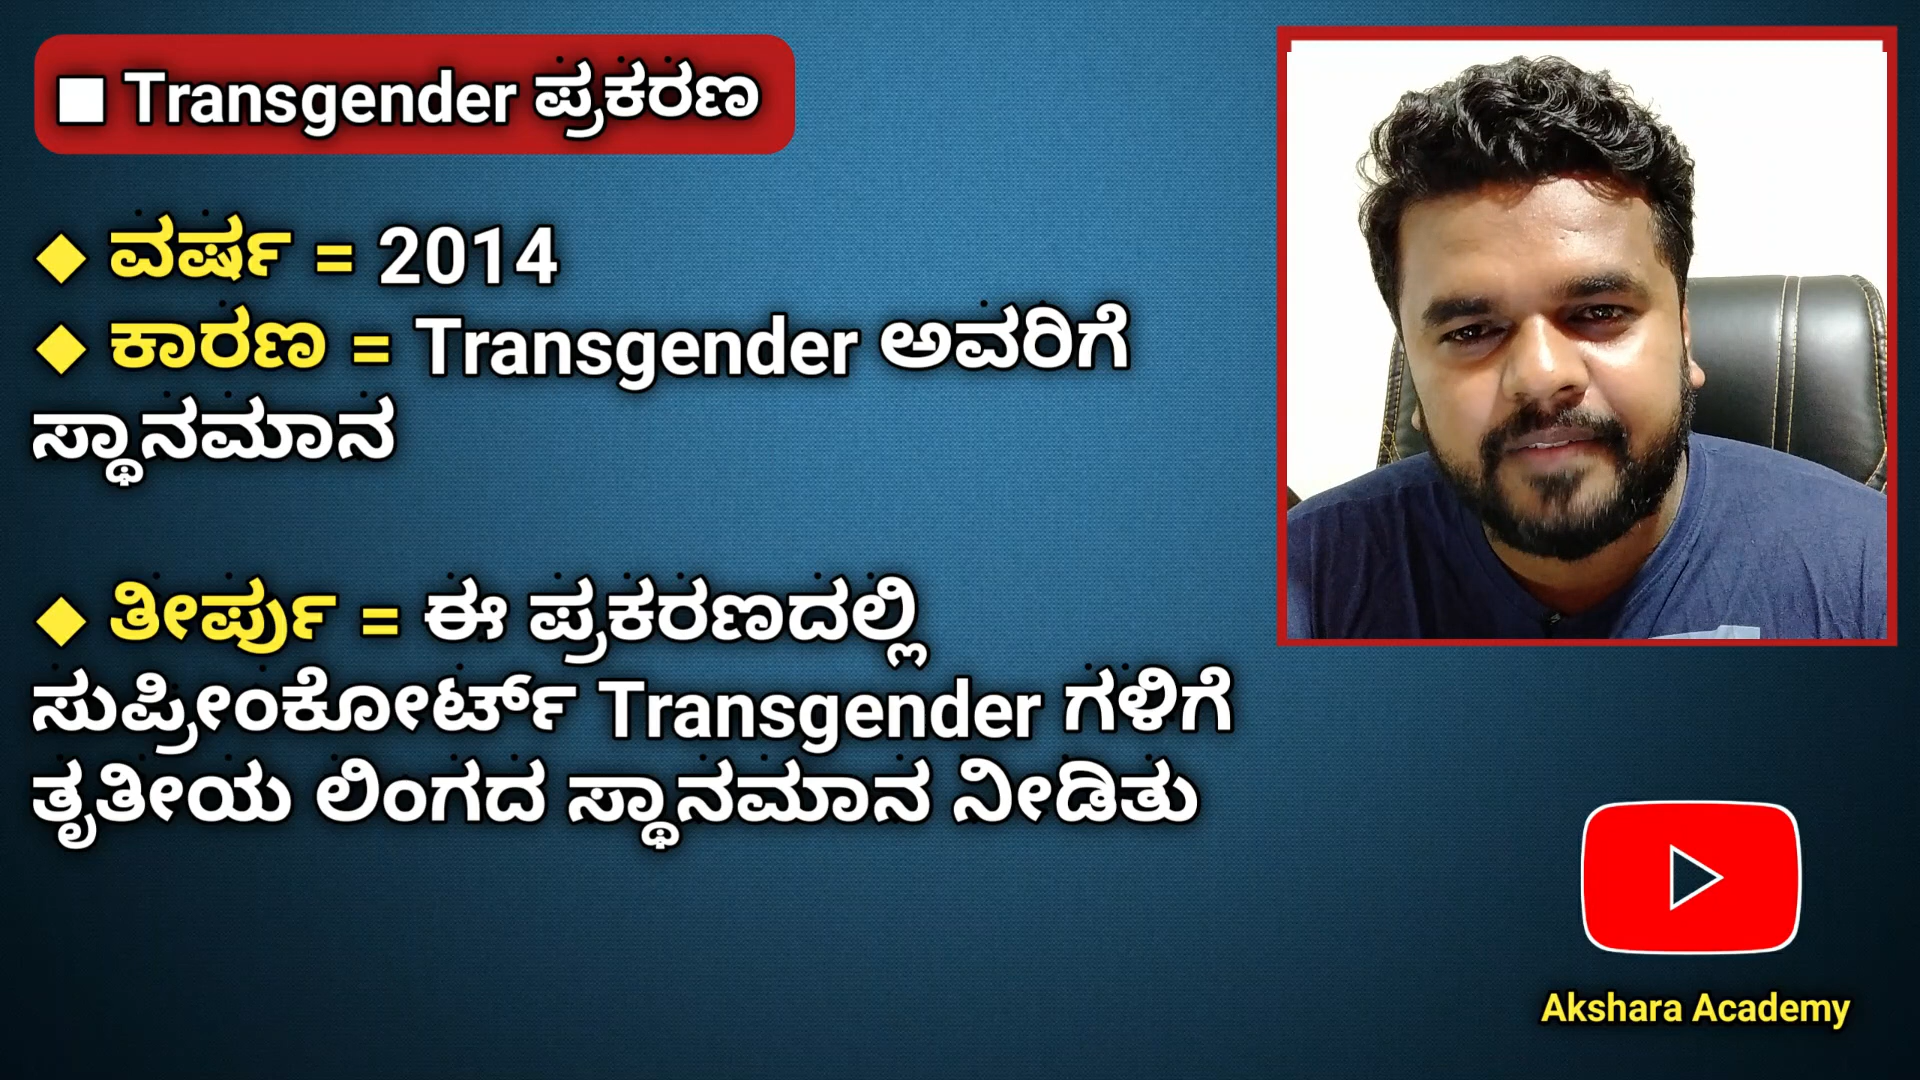 ■ Transgender ಪ್ರಕರಣ
◆ ವರ್ಷ = 2014
◆ ಕಾರಣ = Transgender ಅವರಿಗೆ
ಸ್ಥಾನಮಾನ
◆ ತೀರ್ಪು = ಈ ಪ್ರಕರಣದಲ್ಲಿ
ಸುಪ್ರೀಂಕೋರ್ಟ್ Transgender ಗಳಿಗೆ
ತೃತೀಯ ಲಿಂಗದ ಸ್ಥಾನಮಾನ ನೀಡಿತು
Akshara Academy